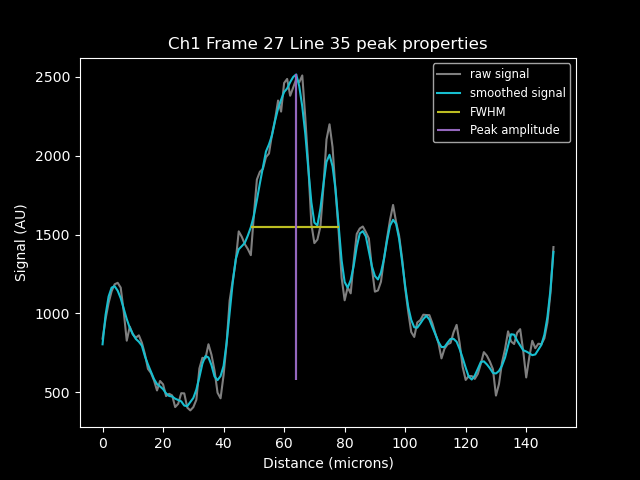 Ch1 Frame 27 Line 35 peak properties
raw signal
smoothed signal
FWHM
Peak amplitude
Signal (AU)
2500
2000
1500
1000
500
0 20 40 60 80 100 120 140
Distance (microns)